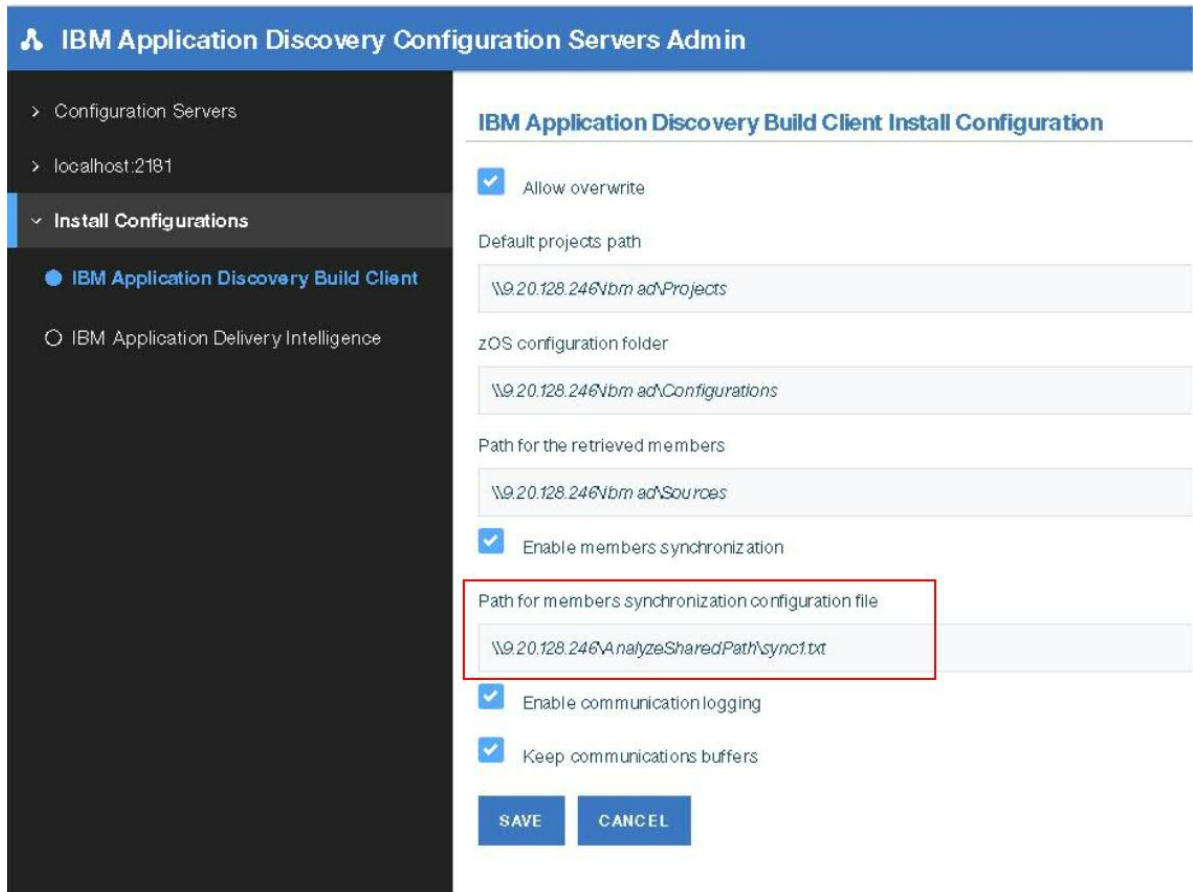 IBM Application Discovery Configuration Servers Admin
> Configuration Servers
> localhost:2181
Install Configurations
IBM Application Discovery Build Client
IBM Application Delivery Intelligence
IBM Application Discovery Build Client Install Configuration
Allow overwrite
Default projects path
\\9.20.128.246\ibm ad\Projects
zOS configuration folder
\\9.20.128.246\ibm ad\Configurations
Path for the retrieved members
\\9.20.128.246\ibm ad\Sources
Enable members synchronization
Path for members synchronization configuration file
\\9.20.128.246\AnalyzeSharedPath\sync1.txt
Enable communication logging
Keep communications buffers
SAVE CANCEL